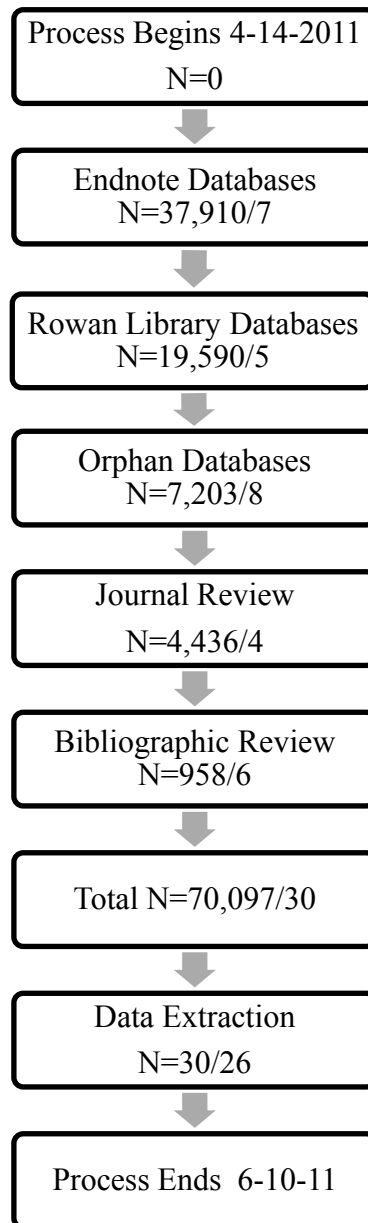 Process Begins 4-14-2011
N=0
Endnote Databases
N=37,910/7
Rowan Library Databases
N=19,590/5
Orphan Databases
N=7,203/8
Journal Review
N=4,436/4
Bibliographic Review
N=958/6
Total N=70,097/30
Data Extraction
N=30/26
Process Ends 6-10-11